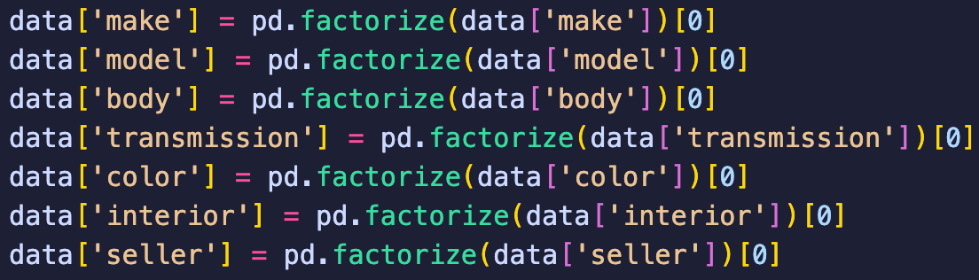 data['make'] = pd.factorize(data['make'])[0]
data['model'] = pd.factorize(data['model'])[0]
data['body'] = pd.factorize(data['body'])[0]
data['transmission'] = pd.factorize(data['transmission'])[0]
data['color'] = pd.factorize(data['color'])[0]
data['interior'] = pd.factorize(data['interior'])[0]
data['seller'] = pd.factorize(data['seller'])[0]